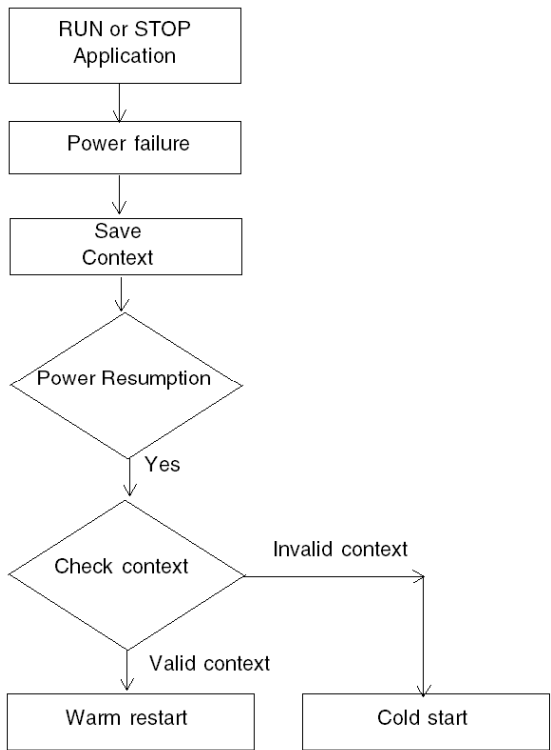 RUN or STOP
Application
Power failure
Save
Context
Power Resumption
Yes
Check context
Invalid context
Valid context
Warm restart
Cold start